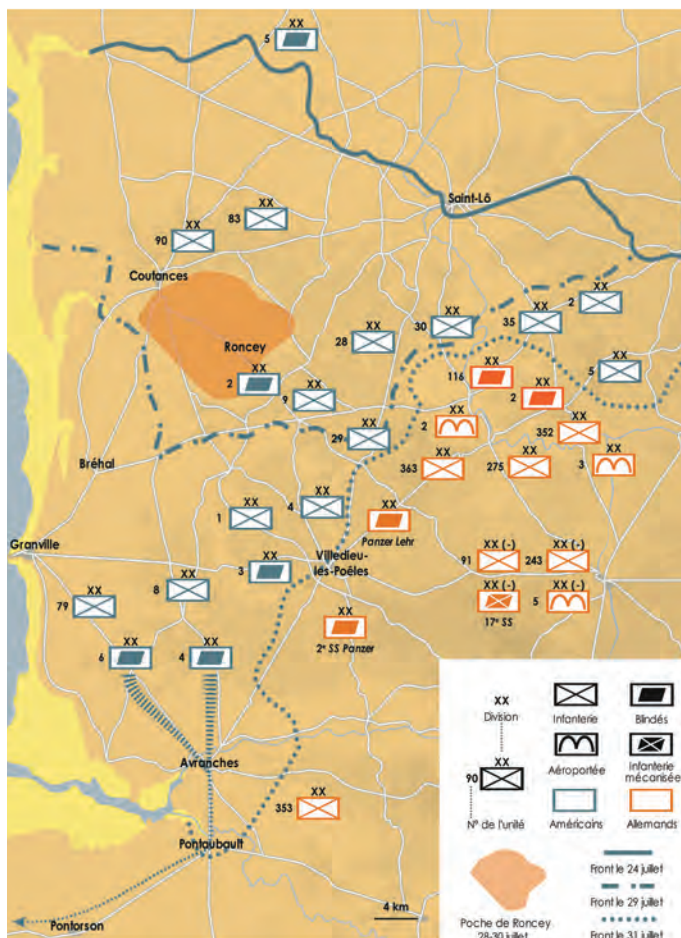 XX
5
Saint-Lô
XX
83
XX
90
Coutances
XX
2
XX
30
XX
35
XX
28
Roncey
XX
5
XX
116
XX
2
XX
9
XX
2
XX
2
XX
352
XX
29
XX
363
XX
275
XX
3
Bréhal
XX
4
XX
1
XX
Panzer Lehr
Granville
Villedieu-
lès-Poêles
XX
3
XX (-)
91
XX (-)
243
XX
8
XX
79
XX (-)
17e SS
XX (-)
5
XX
2e SS Panzer
XX
6
XX
4
Avranches
XX
353
Pontaubault
Pontorson
4 km
XX
Division
Infanterie
Blindés
XX
90
N° de l'unité
Aéroportée
Infanterie
mécanisée
Américains
Allemands
Poche de Roncey
28-30 juillet
Front le 24 juillet
Front le 29 juillet
Front le 31 juillet